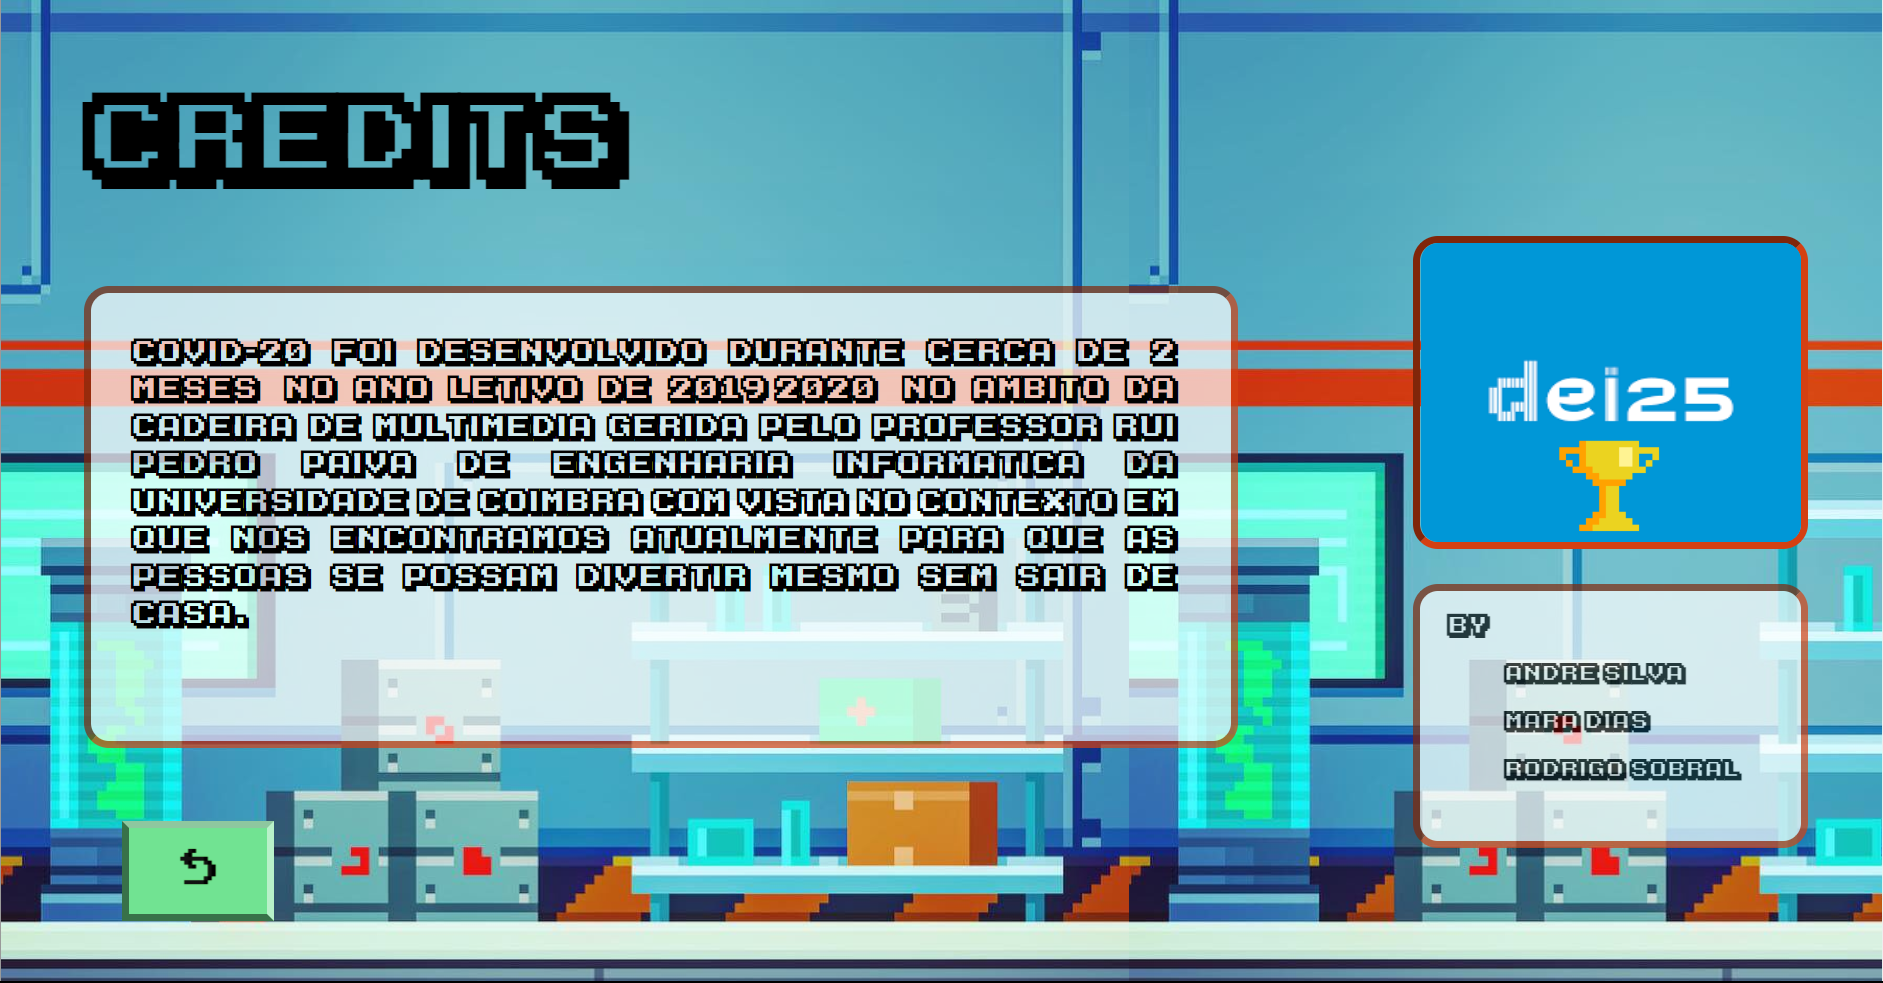 CREDITS
COVID-20 FOI DESENVOLVIDO DURANTE CERCA DE 2
MESES NO ANO LETIVO DE 2019 2020 NO AMBITO DA
CADEIRA DE MULTIMEDIA GERIDA PELO PROFESSOR RUI
PEDRO PAIVA DE ENGENHARIA INFORMATICA DA
UNIVERSIDADE DE COIMBRA COM VISTA NO CONTEXTO EM
QUE NOS ENCONTRAMOS ATUALMENTE PARA QUE AS
PESSOAS SE POSSAM DIVERTIR MESMO SEM SAIR DE
CASA.
dei25
BY
ANDRE SILVA
MARA DIAS
RODRIGO SOBRAL